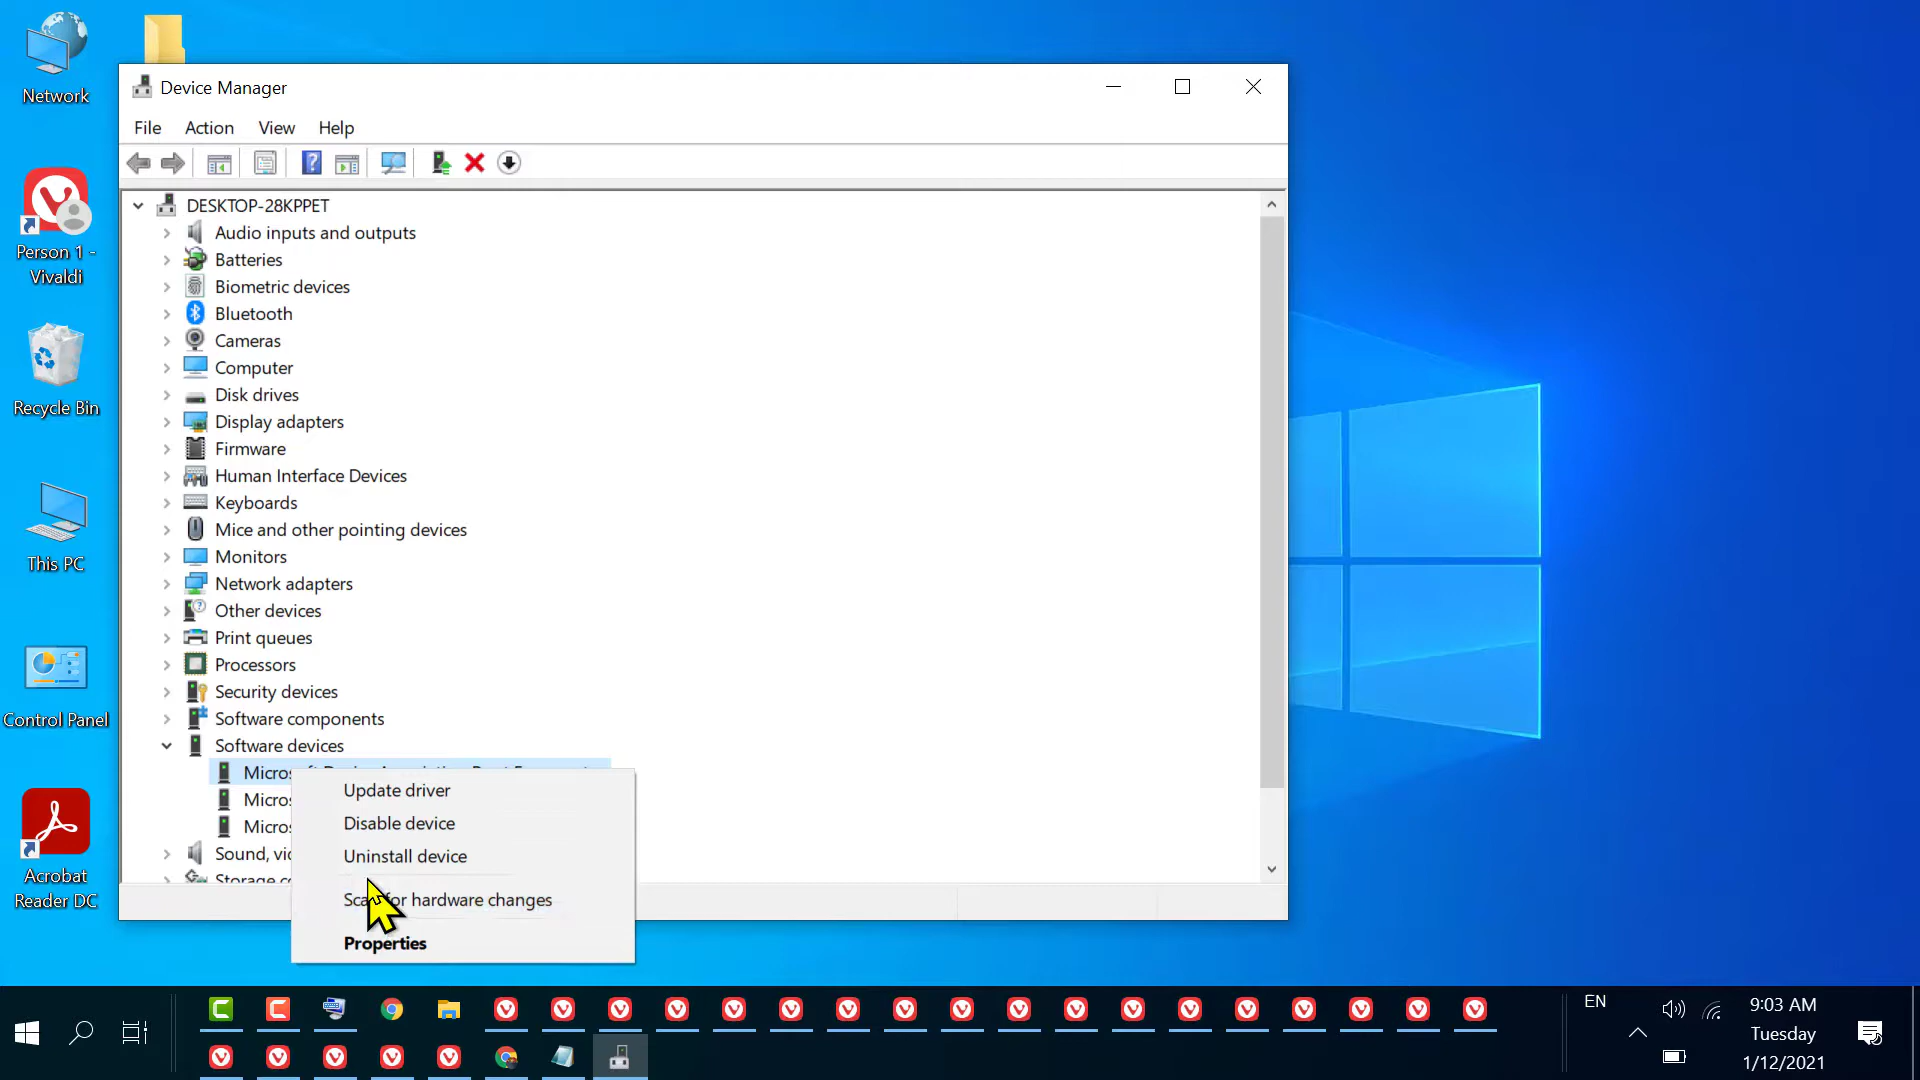 Network
Person 1 -
Vivaldi
Recycle Bin
This PC
Control Panel
Acrobat
Reader DC
Device Manager
File Action View Help
DESKTOP-28KPPET
Audio inputs and outputs
Batteries
Biometric devices
Bluetooth
Cameras
Computer
Disk drives
Display adapters
Firmware
Human Interface Devices
Keyboards
Mice and other pointing devices
Monitors
Network adapters
Other devices
Print queues
Processors
Security devices
Software components
Software devices
Micros
Micros
Micros
Sound, vi
Storage c
Update driver
Disable device
Uninstall device
Scan for hardware changes
Properties
EN
9:03 AM
Tuesday
1/12/2021